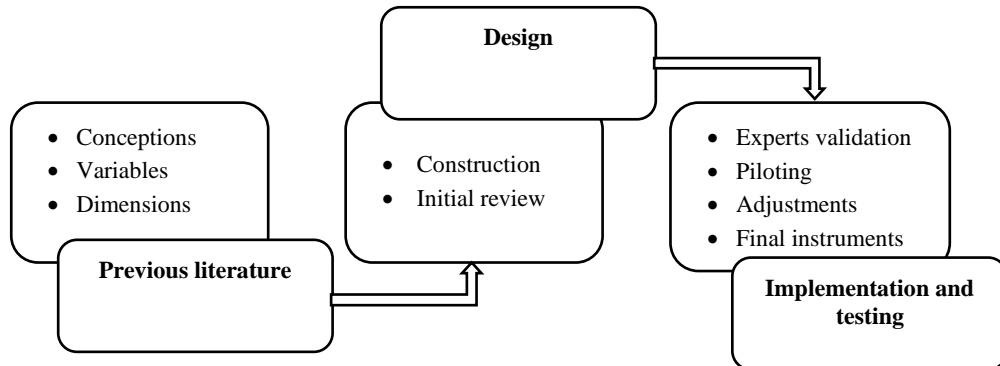 • Conceptions
• Variables
• Dimensions
Previous literature
Design
• Construction
• Initial review
• Experts validation
• Piloting
• Adjustments
• Final instruments
Implementation and
testing